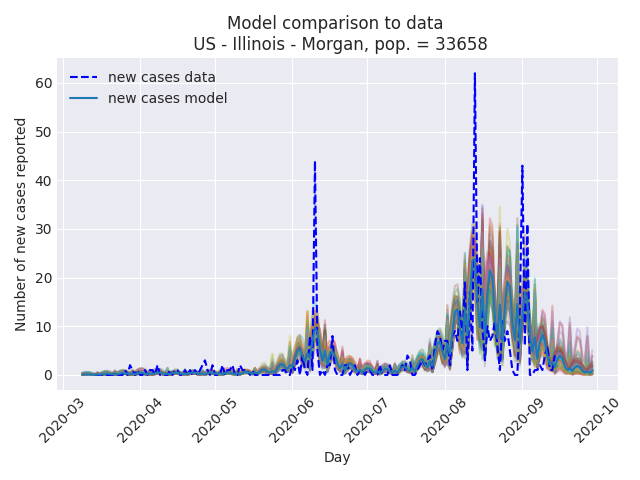 Model comparison to data
US - Illinois - Morgan, pop. = 33658
new cases data
new cases model
Number of new cases reported
60
50
40
30
20
10
0
2020-03
2020-04
2020-05
2020-06
2020-07
2020-08
2020-09
2020-10
Day